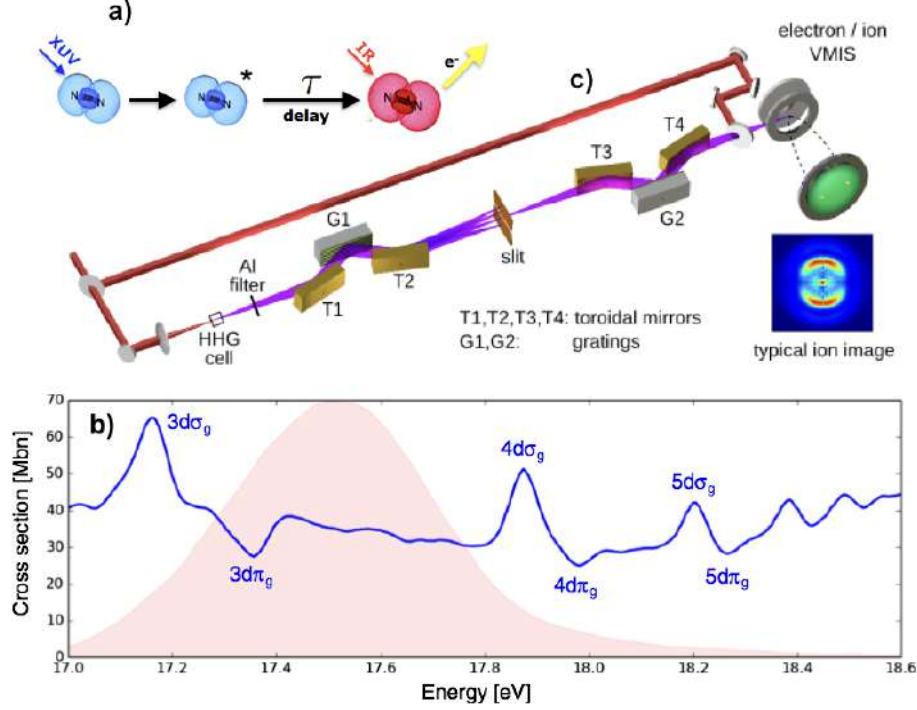 a)
XUV
N N
*
N N
τ
delay
IR
N N
e-
c)
electron / ion
VMIS
T4
T3
G2
G1
T2
slit
Al
filter
T1
HHG
cell
T1,T2,T3,T4: toroidal mirrors
G1,G2: gratings
typical ion image
b)
Cross section [Mbn]
70
60
50
40
30
20
10
0
3dσg
3dπg
4dσg
4dπg
5dσg
5dπg
17.0 17.2 17.4 17.6 17.8 18.0 18.2 18.4 18.6
Energy [eV]